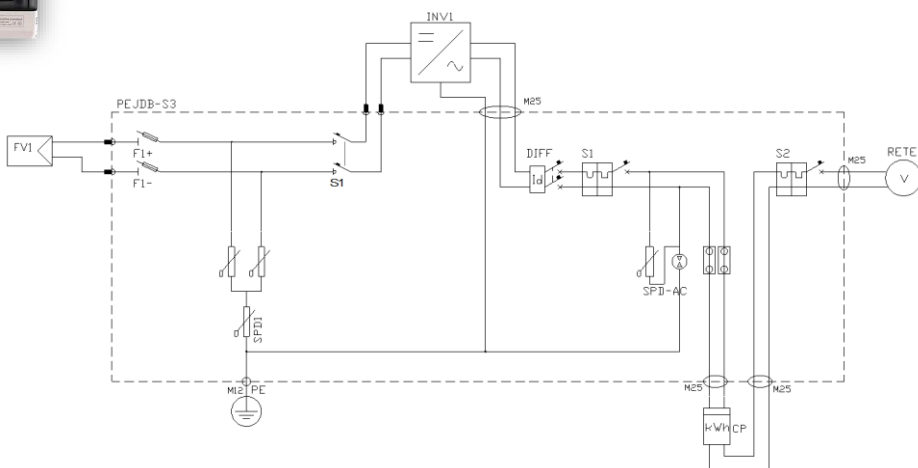 INV1
PEJDB-S3
M25
FV1
F1+
F1-
S1
DIFF
Id
S1
S2
M25
RETE
V
SPD-AC
SPD1
M12 PE
M25
M25
kWh CP